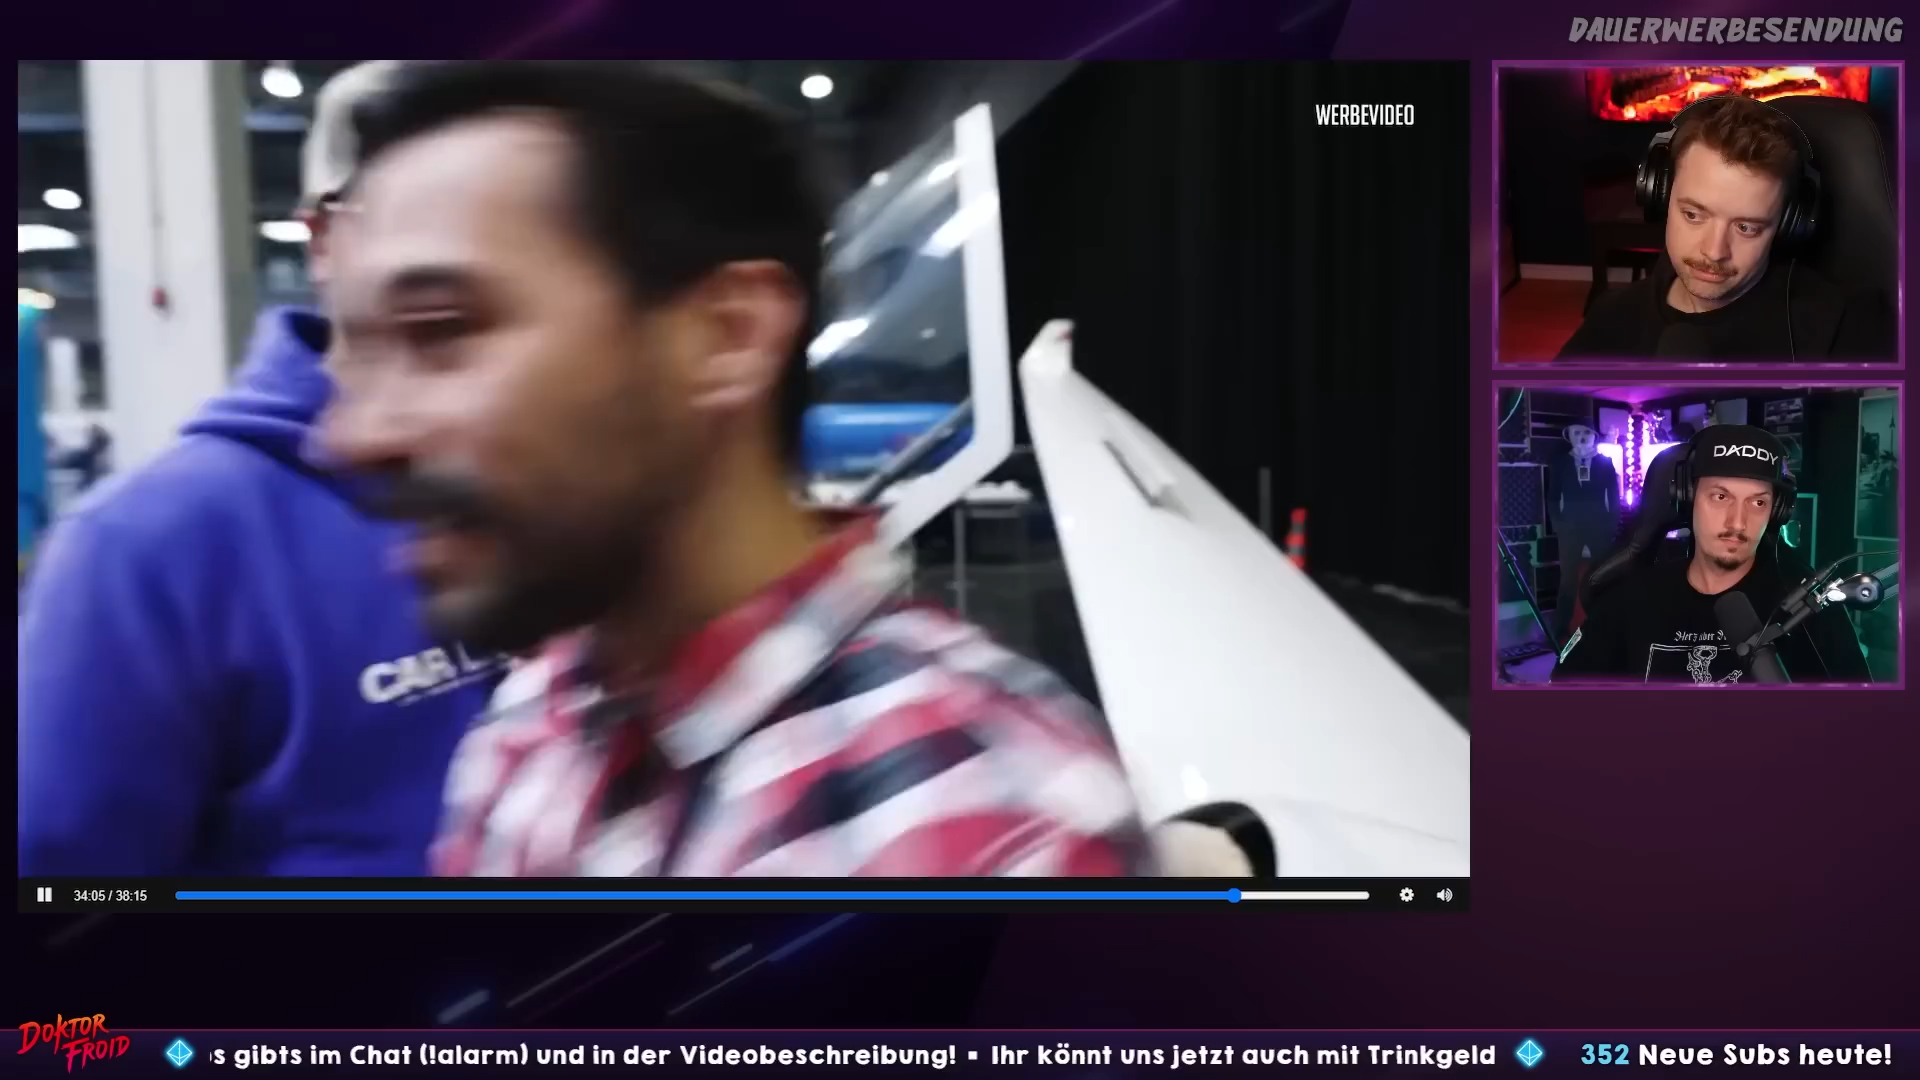 DAUERWERBESENDUNG
WERBEVIDEO
DADDY
CAR
34:05 / 38:15
DOKTOR
FROID
s gibts im Chat (!alarm) und in der Videobeschreibung! ▪ Ihr könnt uns jetzt auch mit Trinkgeld
352 Neue Subs heute!